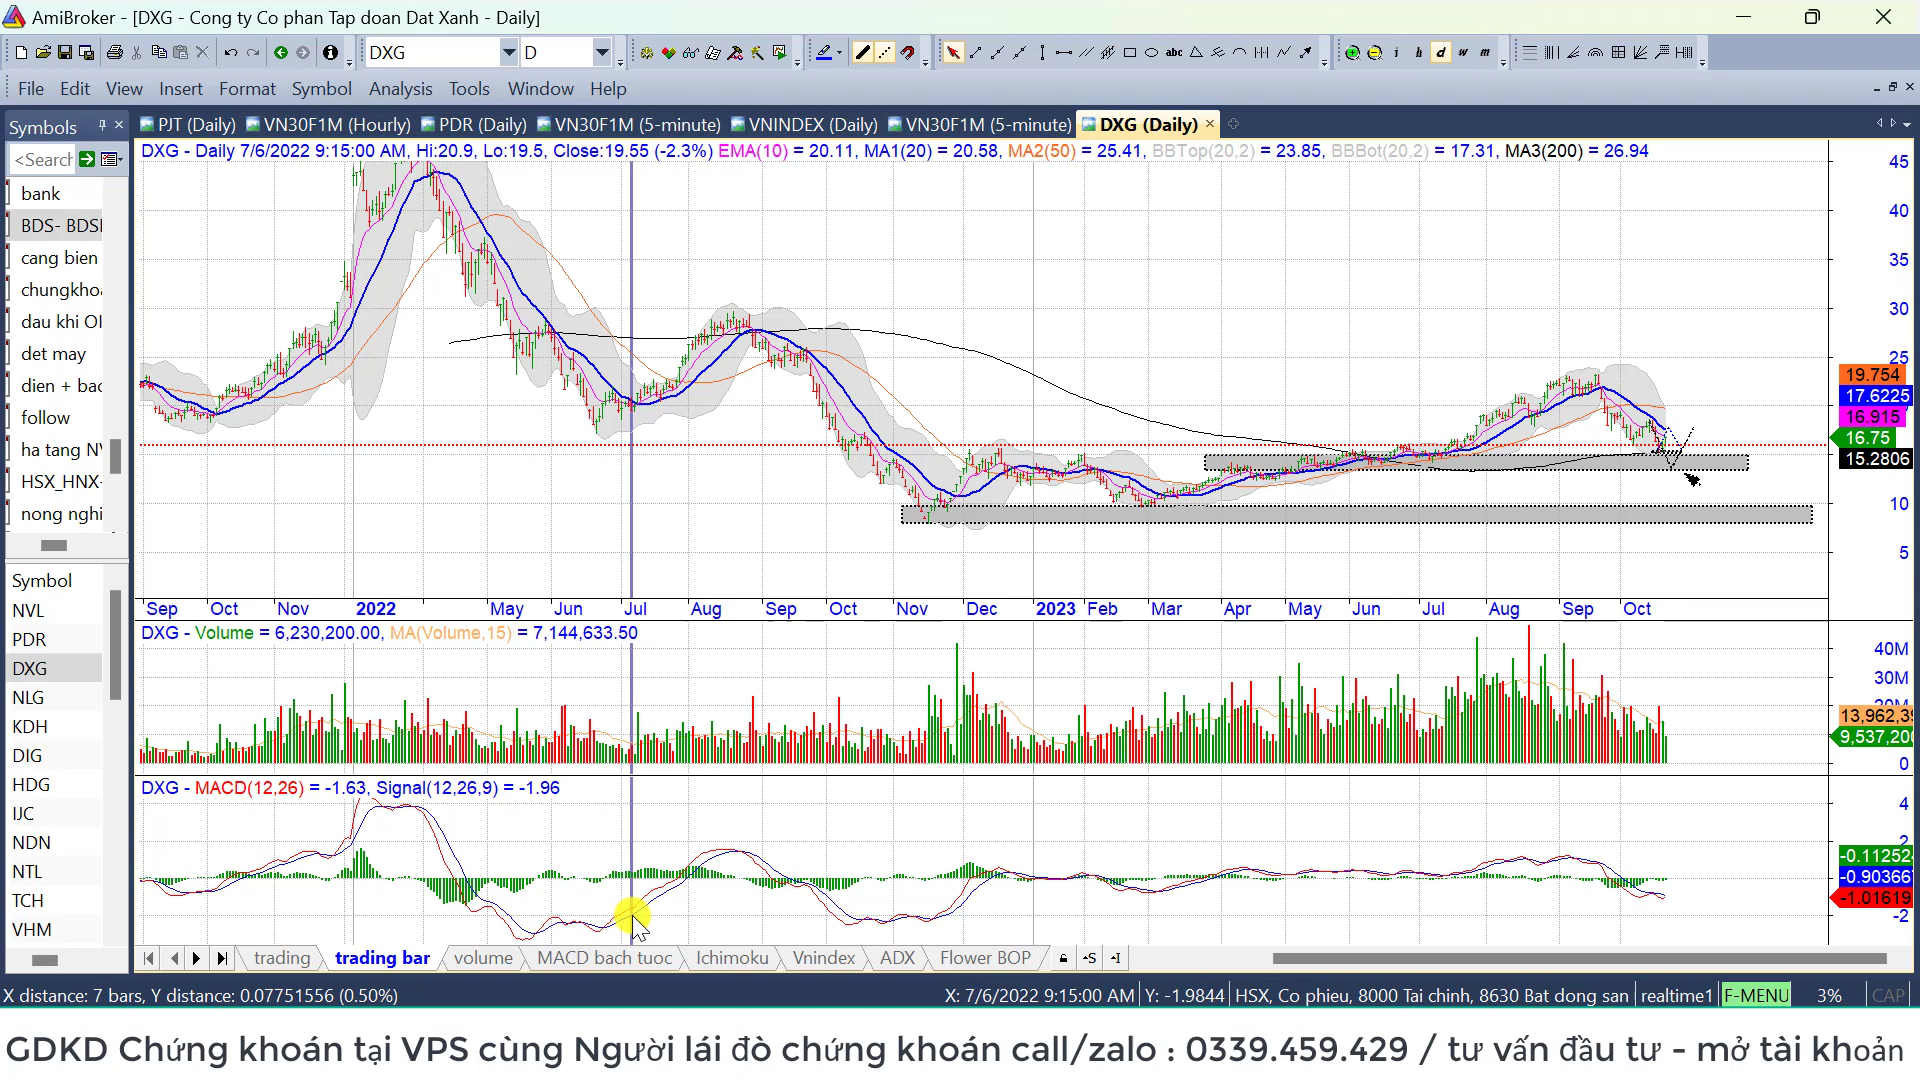 AmiBroker - [DXG - Cong ty Co phan Tap doan Dat Xanh - Daily]
DXG D
File Edit View Insert Format Symbol Analysis Tools Window Help
Symbols
PJT (Daily) VN30F1M (Hourly) PDR (Daily) VN30F1M (5-minute) VNINDEX (Daily) VN30F1M (5-minute) DXG (Daily)
<Search
DXG - Daily 7/6/2022 9:15:00 AM, Hi:20.9, Lo:19.5, Close:19.55 (-2.3%) EMA(10) = 20.11, MA1(20) = 20.58, MA2(50) = 25.41, BBTop(20,2) = 23.85, BBBot(20,2) = 17.31, MA3(200) = 26.94
bank
BDS- BDS
cang bien
chungkho
dau khi
det may
dien + bao
follow
ha tang
HSX_HNX-
nong nghi
Symbol
NVL
PDR
DXG
NLG
KDH
DIG
HDG
IJC
NDN
NTL
TCH
VHM
45
40
35
30
25
19.754
17.6225
16.915
16.75
15.2806
10
5
Sep Oct Nov 2022 May Jun Jul Aug Sep Oct Nov Dec 2023 Feb Mar Apr May Jun Jul Aug Sep Oct
DXG - Volume = 6,230,200.00, MA(Volume,15) = 7,144,633.50
40M
30M
20M
13,962,39
9,537,200
0
DXG - MACD(12,26) = -1.63, Signal(12,26,9) = -1.96
4
2
-0.112524
-0.90366
-1.01619
-2
trading trading bar volume MACD bach tuoc Ichimoku Vnindex ADX Flower BOP
X distance: 7 bars, Y distance: 0.07751556 (0.50%) X: 7/6/2022 9:15:00 AM Y: -1.9844 HSX, Co phieu, 8000 Tai chinh, 8630 Bat dong san realtime1 F-MENU 3% CAP
GDKD Chứng khoán tại VPS cùng Người lái đò chứng khoán call/zalo : 0339.459.429 / tư vấn đầu tư - mở tài khoản